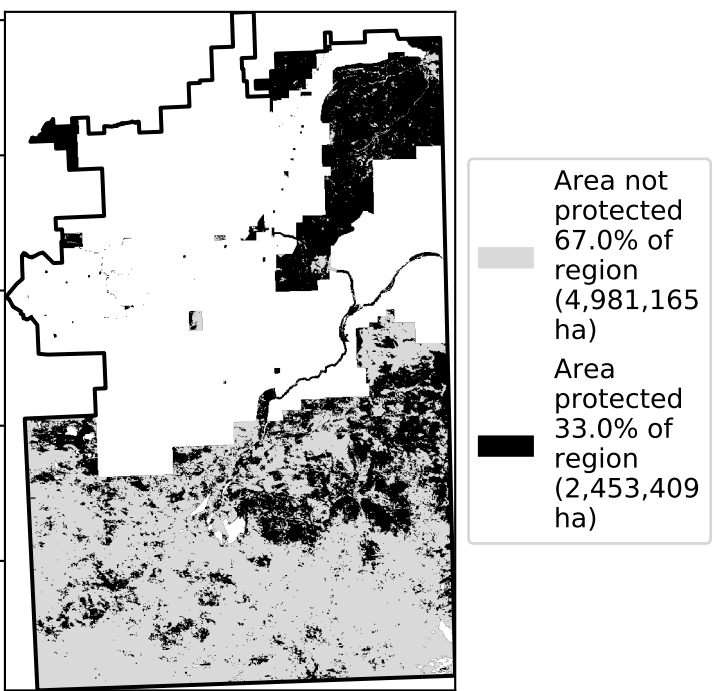 Area not
protected
67.0% of
region
(4,981,165
ha)
Area
protected
33.0% of
region
(2,453,409
ha)